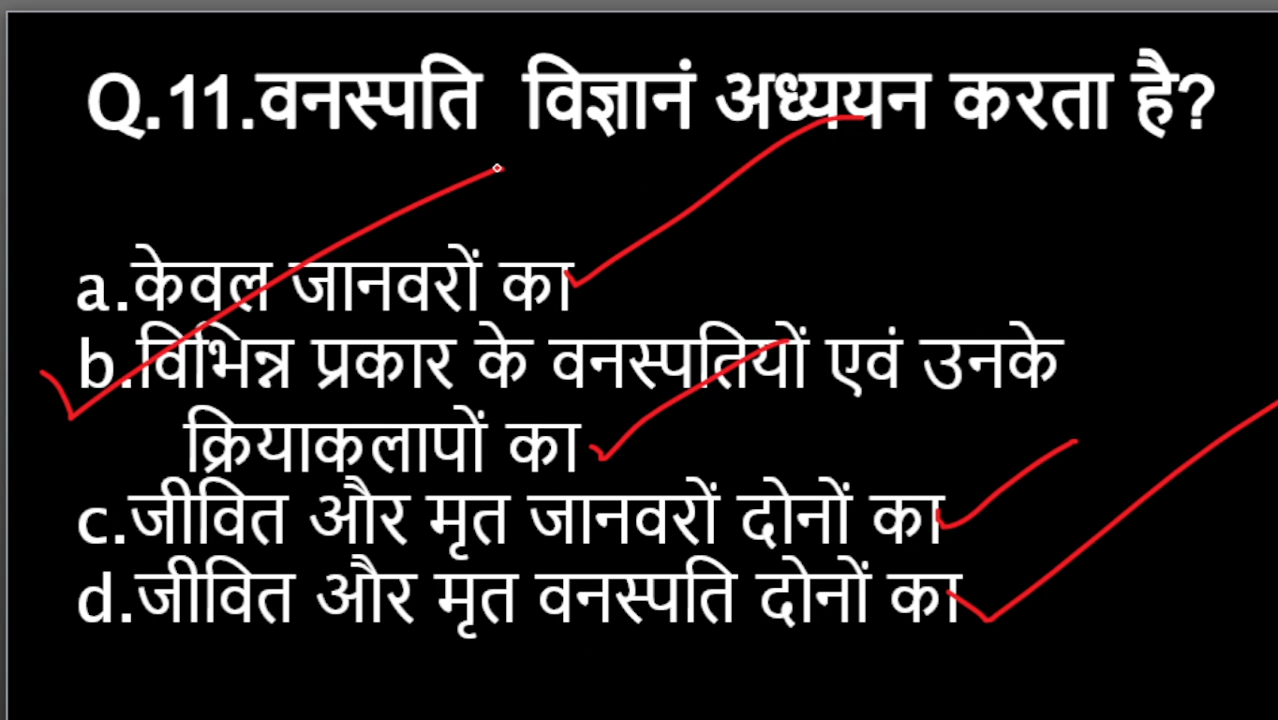 Q.11.वनस्पति विज्ञानं अध्ययन करता है?
a.केवल जानवरों का
b.विभिन्न प्रकार के वनस्पतियों एवं उनके
क्रियाकलापों का
c.जीवित और मृत जानवरों दोनों का
d.जीवित और मृत वनस्पति दोनों का